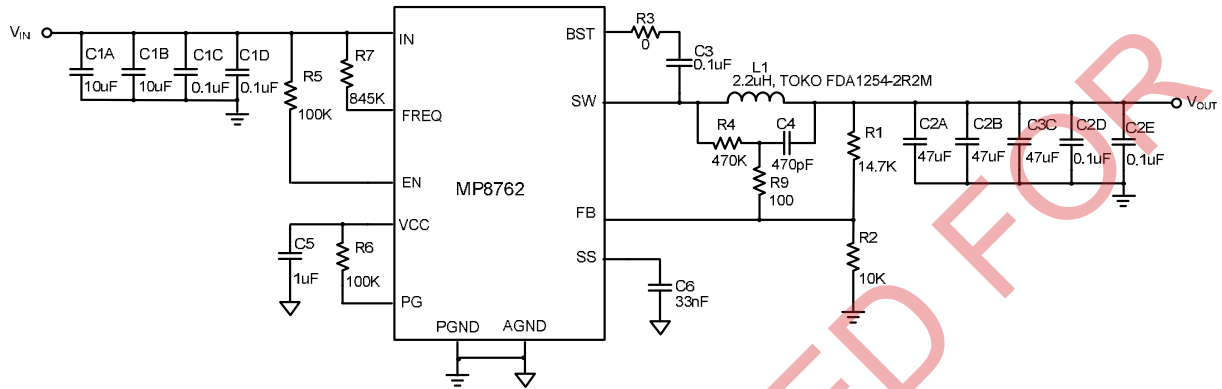 VIN
C1A
10uF
C1B
10uF
C1C
0.1uF
C1D
0.1uF
R5
100K
R7
845K
IN
FREQ
EN
VCC
PG
PGND
AGND
MP8762
BST
SW
FB
SS
C5
1uF
R6
100K
R3
0
C3
0.1uF
L1
2.2uH, TOKO FDA1254-2R2M
R4
470K
C4
470pF
R9
100
R1
14.7K
R2
10K
C6
33nF
C2A
47uF
C2B
47uF
C3C
47uF
C2D
0.1uF
C2E
0.1uF
VOUT
ED FOR